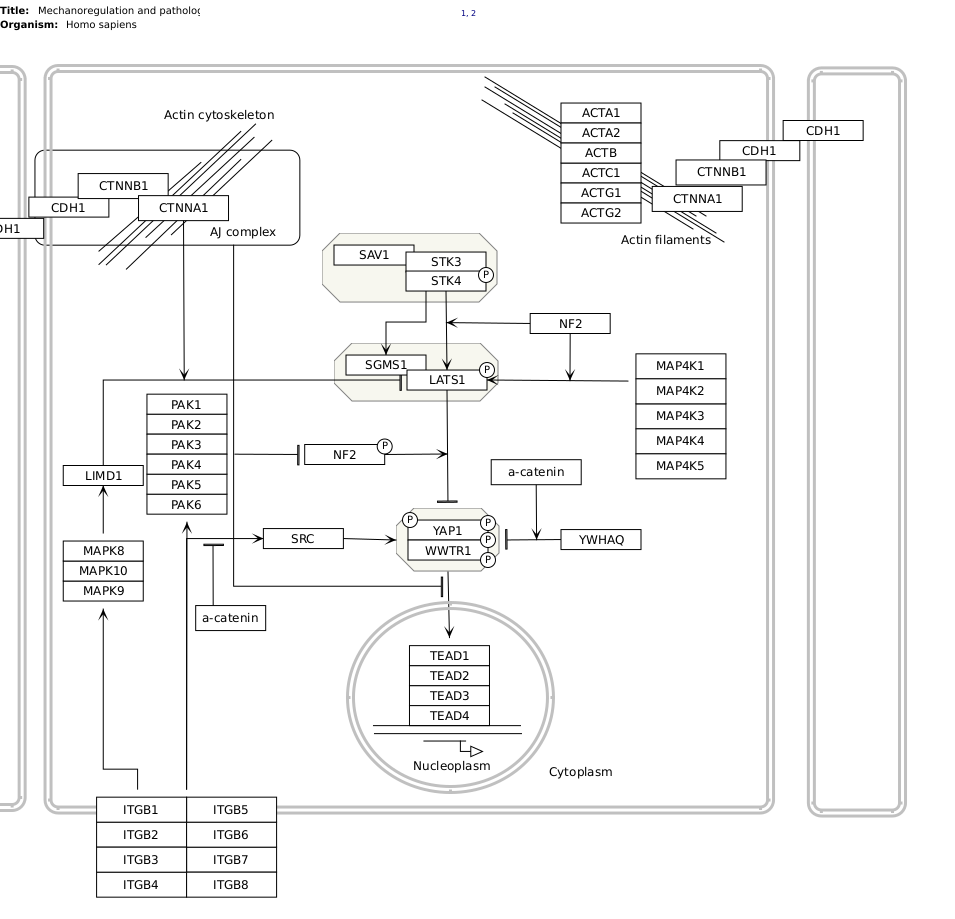 Title: Mechanoregulation and
Organism: Homo sapiens
1, 2
Actin cytoskeleton
CTNNB1
CDH1
CTNNA1
AJ complex
ACTA1
ACTA2
ACTB
ACTC1
ACTG1
ACTG2
CDH1
CDH1
CTNNB1
CTNNA1
Actin filaments
SAV1
STK3
STK4
P
NF2
SGMS1
LATS1
P
MAP4K1
MAP4K2
MAP4K3
MAP4K4
MAP4K5
PAK1
PAK2
PAK3
PAK4
PAK5
PAK6
LIMD1
NF2
P
a-catenin
MAPK8
MAPK10
MAPK9
SRC
P
YAP1
WWTR1
P
P
P
YWHAQ
a-catenin
TEAD1
TEAD2
TEAD3
TEAD4
Nucleoplasm
Cytoplasm
ITGB1 ITGB5
ITGB2 ITGB6
ITGB3 ITGB7
ITGB4 ITGB8